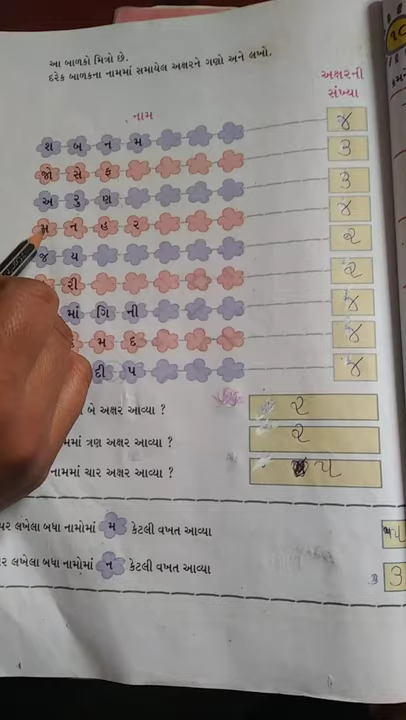 આ બાળકો મિત્રો છે.
દરેક બાળકના નામમાં સમાયેલ અક્ષરને ગણો અને લખો.
નામ અક્ષરની સંખ્યા
શ બ ન મ ૪
જો સે ફ ૩
અ રુ ણ ૩
મ ન હ ર ૪
જ ય ૨
રી ૨
માં ગિ ની ૪
મ દ ૪
દી પ ૪
બે અક્ષર આવ્યા ? ૨
ત્રણ અક્ષર આવ્યા ? ૨
નામમાં ચાર અક્ષર આવ્યા ? ૫
લખેલા બધા નામોમાં મ કેટલી વખત આવ્યા ૫
લખેલા બધા નામોમાં ન કેટલી વખત આવ્યા ૩ ૩